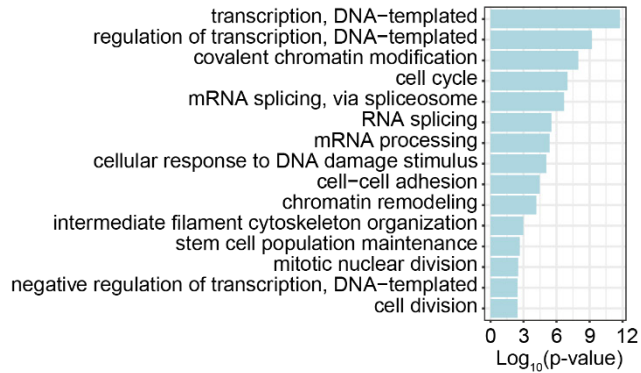 transcription, DNA−templated
regulation of transcription, DNA−templated
covalent chromatin modification
cell cycle
mRNA splicing, via spliceosome
RNA splicing
mRNA processing
cellular response to DNA damage stimulus
cell−cell adhesion
chromatin remodeling
intermediate filament cytoskeleton organization
stem cell population maintenance
mitotic nuclear division
negative regulation of transcription, DNA−templated
cell division
0 3 6 9 12
Log₁₀(p-value)